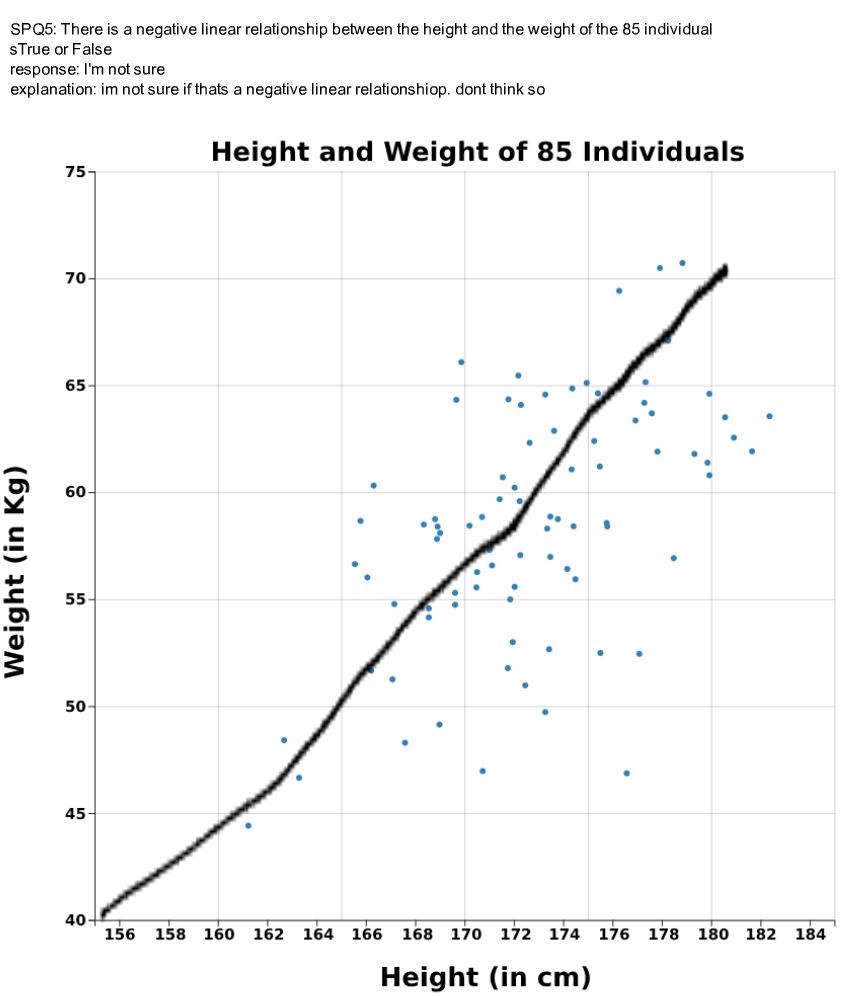 SPQ5: There is a negative linear relationship between the height and the weight of the 85 individual
sTrue or False
response: I'm not sure
explanation: im not sure if thats a negative linear relationshiop. dont think so
Height and Weight of 85 Individuals
75
70
65
60
55
50
45
40
Weight (in Kg)
156 158 160 162 164 166 168 170 172 174 176 178 180 182 184
Height (in cm)